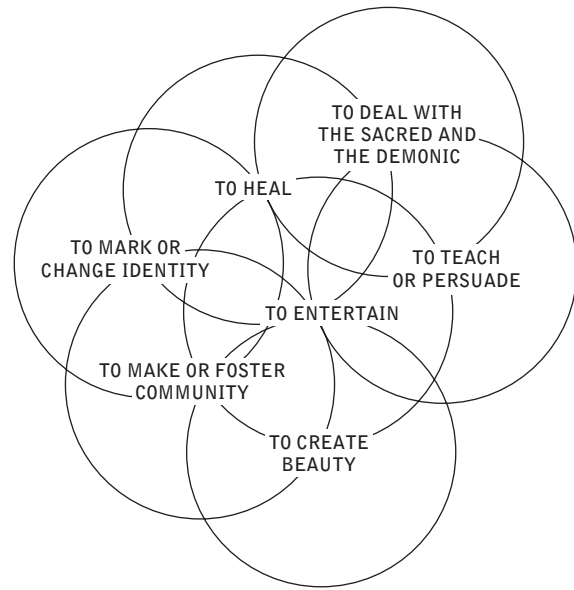 TO DEAL WITH
THE SACRED AND
THE DEMONIC
TO HEAL
TO MARK OR
CHANGE IDENTITY
TO TEACH
OR PERSUADE
TO ENTERTAIN
TO MAKE OR FOSTER
COMMUNITY
TO CREATE
BEAUTY